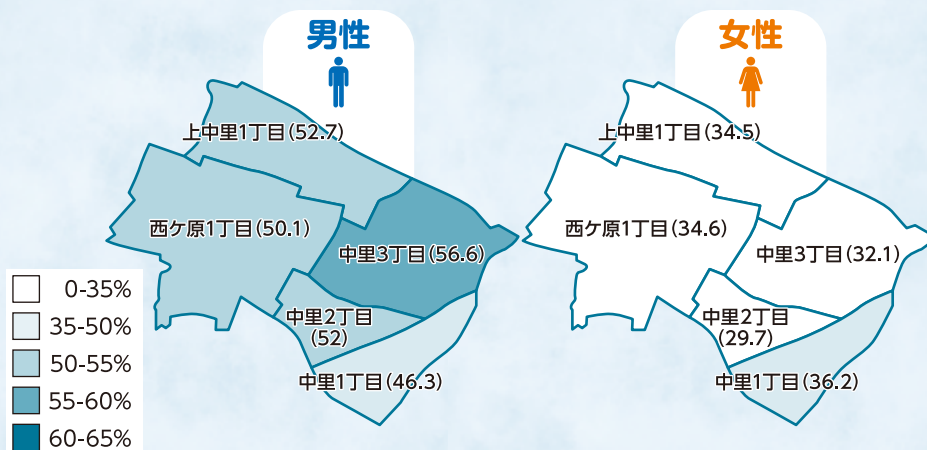 男性
上中里1丁目(52.7)
西ケ原1丁目(50.1)
中里3丁目(56.6)
中里2丁目
(52)
中里1丁目(46.3)
女性
上中里1丁目(34.5)
西ケ原1丁目(34.6)
中里3丁目(32.1)
中里2丁目
(29.7)
中里1丁目(36.2)
0-35%
35-50%
50-55%
55-60%
60-65%